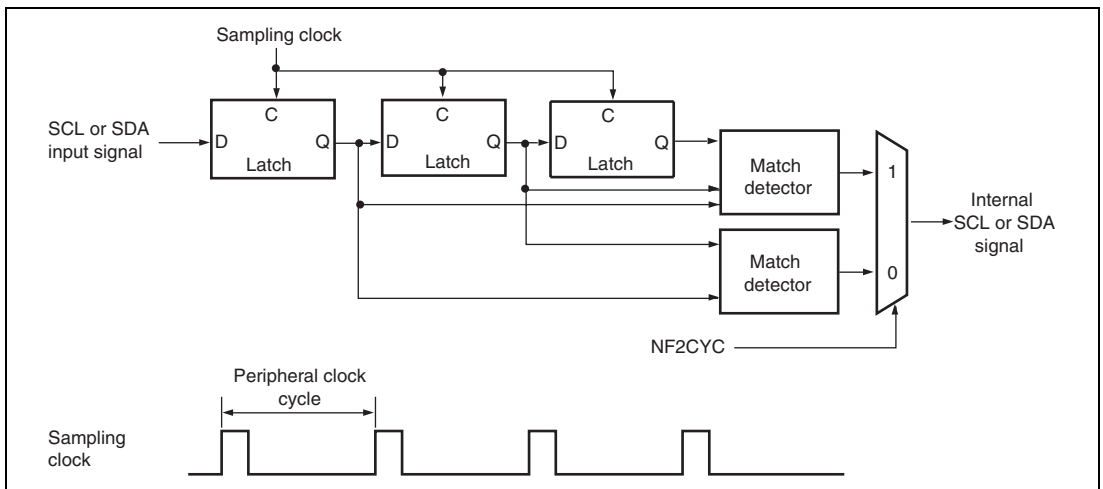 Sampling clock
SCL or SDA
input signal
C
D
Q
Latch
C
D
Q
Latch
C
D
Q
Latch
Match
detector
1
Internal
SCL or SDA
signal
Match
detector
0
NF2CYC
Peripheral clock
cycle
Sampling
clock